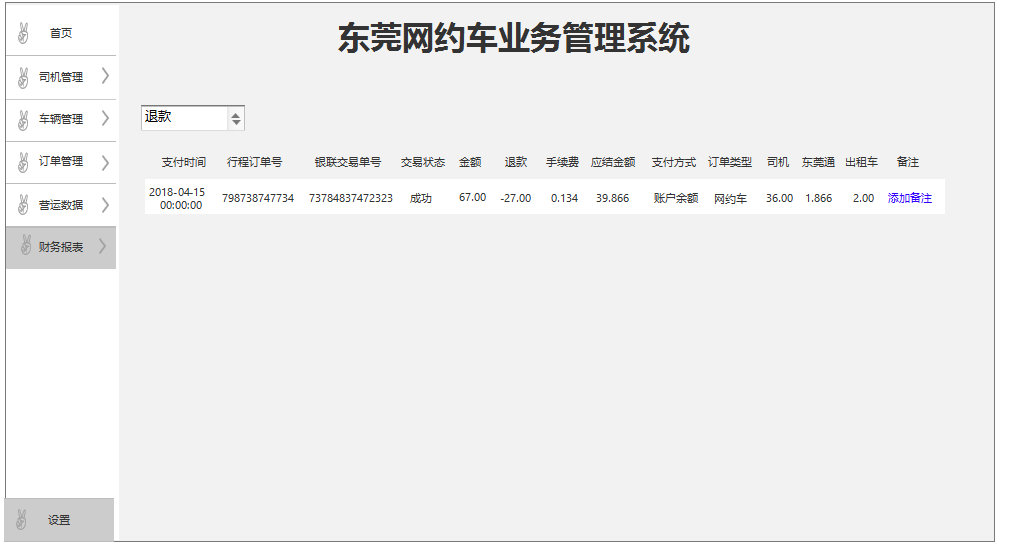 东莞网约车业务管理系统
首页
司机管理
车辆管理
订单管理
营运数据
财务报表
设置
退款
支付时间 行程订单号 银联交易单号 交易状态 金额 退款 手续费 应结金额 支付方式 订单类型 司机 东莞通 出租车 备注
2018-04-15
00:00:00
798738747734 73784837472323 成功 67.00 -27.00 0.134 39.866 账户余额 网约车 36.00 1.866 2.00 添加备注